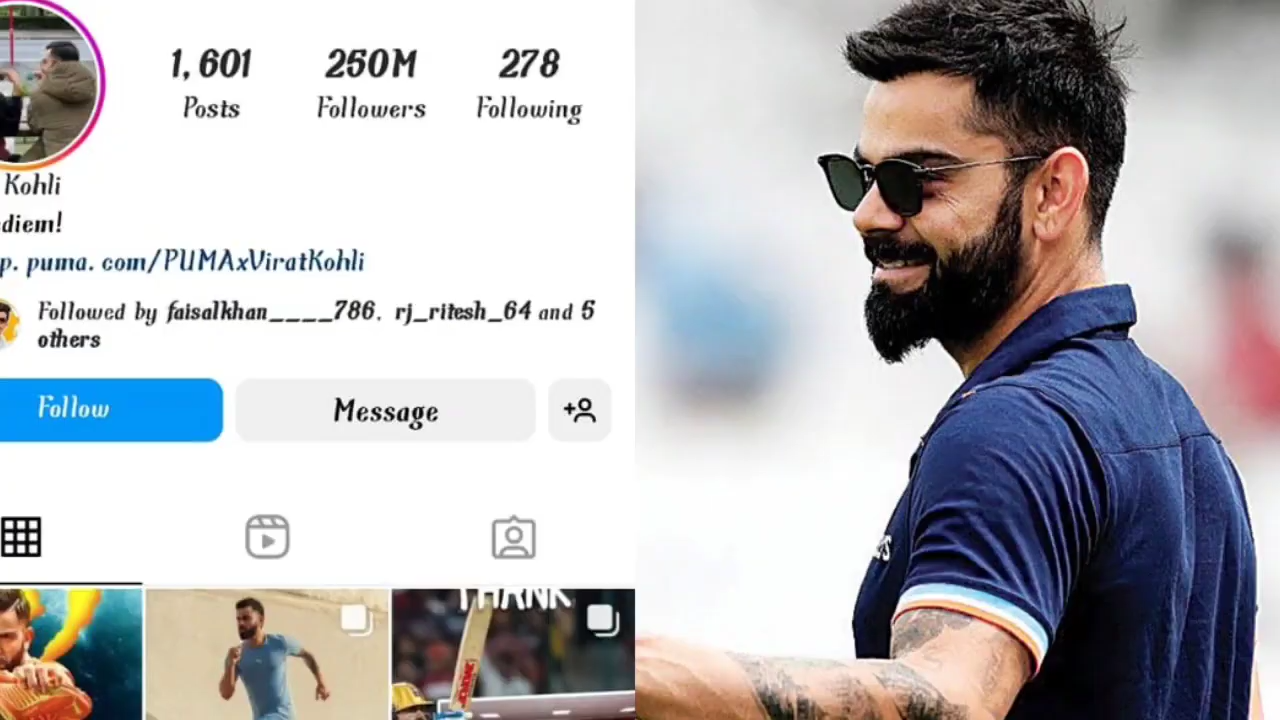 1,601 250M 278
Posts Followers Following
Kohli
diem!
p. puma. com/PUMAxViratKohli
Followed by faisalkhan____786, rj_ritesh_64 and 5
others
Follow Message
THANK